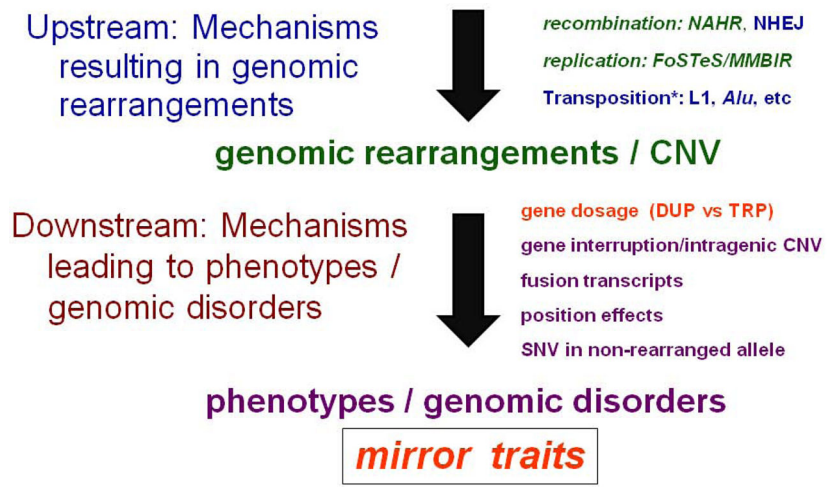 Upstream: Mechanisms
resulting in genomic
rearrangements
recombination: NAHR, NHEJ
replication: FoSTeS/MMBIR
Transposition*: L1, Alu, etc
genomic rearrangements / CNV
Downstream: Mechanisms
leading to phenotypes /
genomic disorders
gene dosage (DUP vs TRP)
gene interruption/intragenic CNV
fusion transcripts
position effects
SNV in non-rearranged allele
phenotypes / genomic disorders
mirror traits